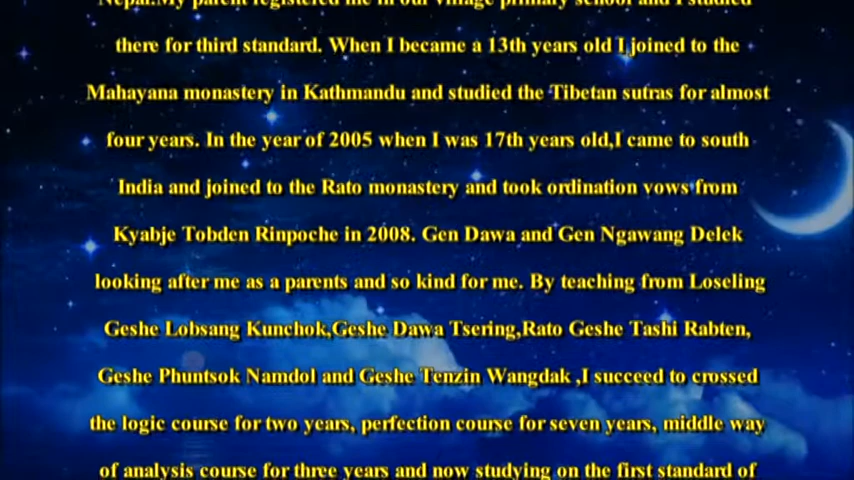 Nepal.My parent registered me in our village primary school and I studied
there for third standard. When I became a 13th years old I joined to the
Mahayana monastery in Kathmandu and studied the Tibetan sutras for almost
four years. In the year of 2005 when I was 17th years old,I came to south
India and joined to the Rato monastery and took ordination vows from
Kyabje Tobden Rinpoche in 2008. Gen Dawa and Gen Ngawang Delek
looking after me as a parents and so kind for me. By teaching from Loseling
Geshe Lobsang Kunchok,Geshe Dawa Tsering,Rato Geshe Tashi Rabten,
Geshe Phuntsok Namdol and Geshe Tenzin Wangdak ,I succeed to crossed
the logic course for two years, perfection course for seven years, middle way
of analysis course for three years and now studying on the first standard of